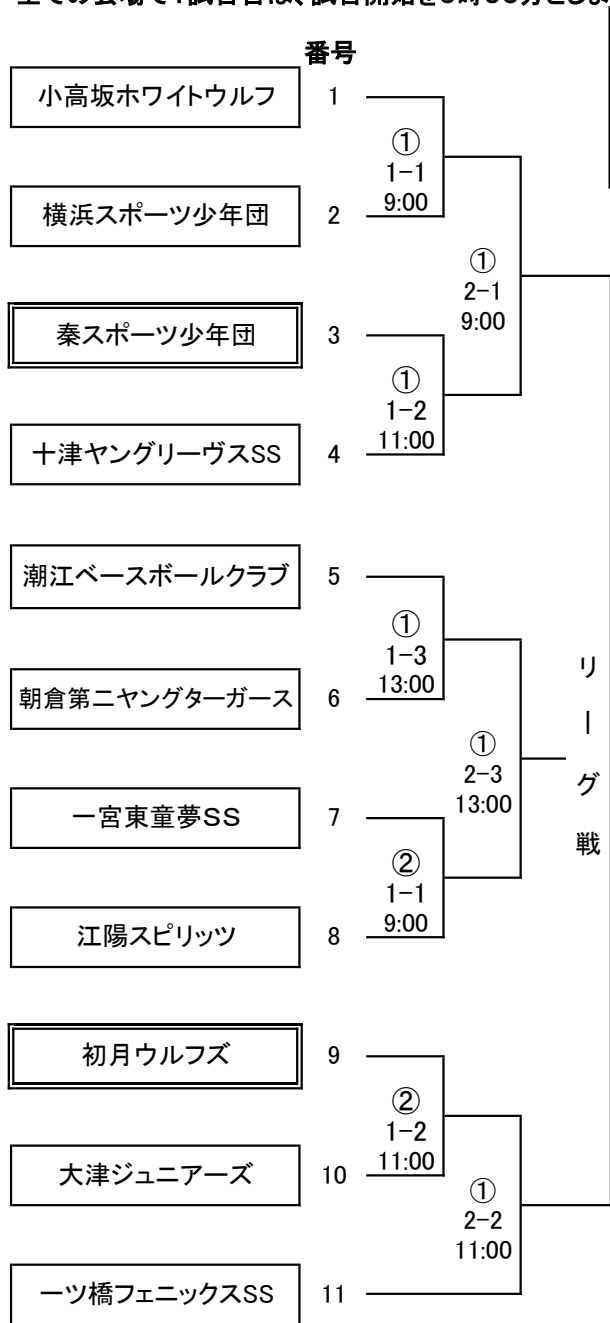 番号
小高坂ホワイトウルフ 1
①
1-1
9:00
横浜スポーツ少年団 2
①
2-1
9:00
秦スポーツ少年団 3
①
1-2
11:00
十津ヤングリーヴスSS 4
潮江ベースボールクラブ 5
①
1-3
13:00
朝倉第二ヤングターガース 6
①
2-3
13:00
リーグ戦
一宮東童夢SS 7
②
1-1
9:00
江陽スピリッツ 8
初月ウルフズ 9
②
1-2
11:00
大津ジュニアーズ 10
①
2-2
11:00
一ツ橋フェニックスSS 11